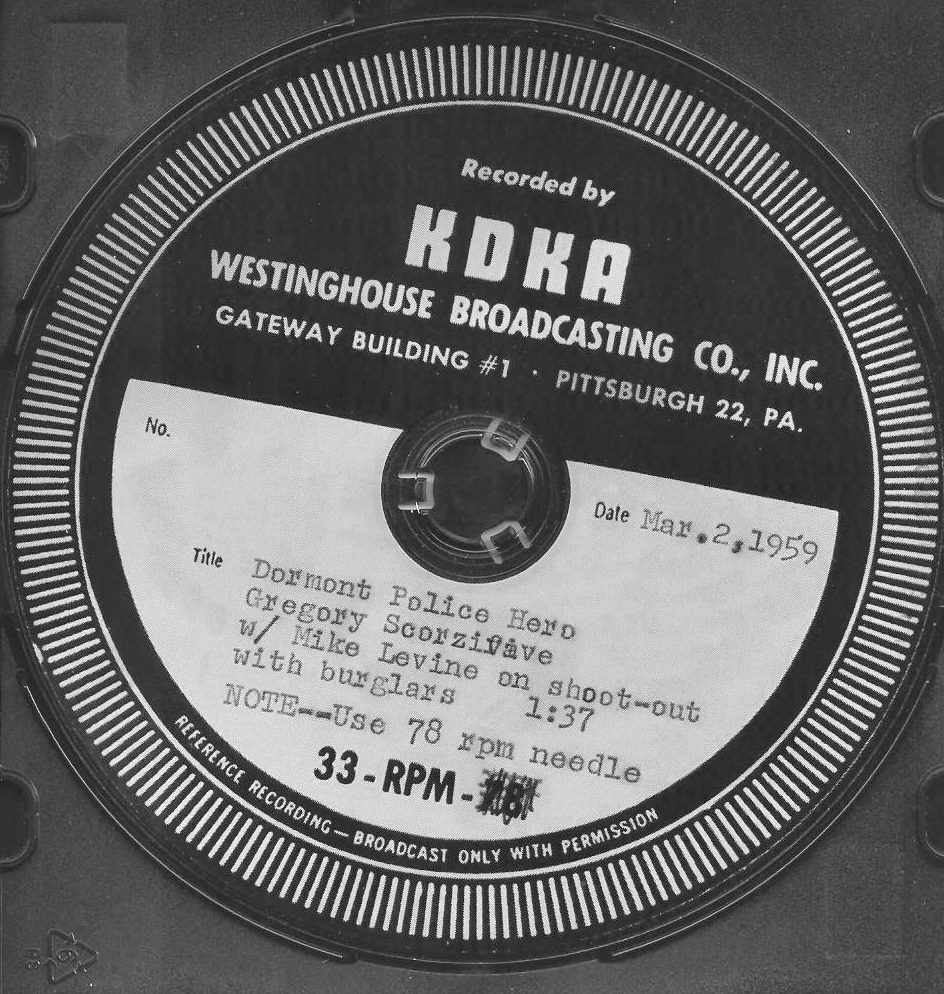 Recorded by
KDKA
WESTINGHOUSE BROADCASTING CO., INC.
GATEWAY BUILDING #1 · PITTSBURGH 22, PA.
No.
Date Mar.2,1959
Title Dormont Police Hero
Gregory Scorzifave
w/ Mike Levine on shoot-out
with burglars 1:37
NOTE--Use 78 rpm needle
33-RPM-78
REFERENCE RECORDING—BROADCAST ONLY WITH PERMISSION